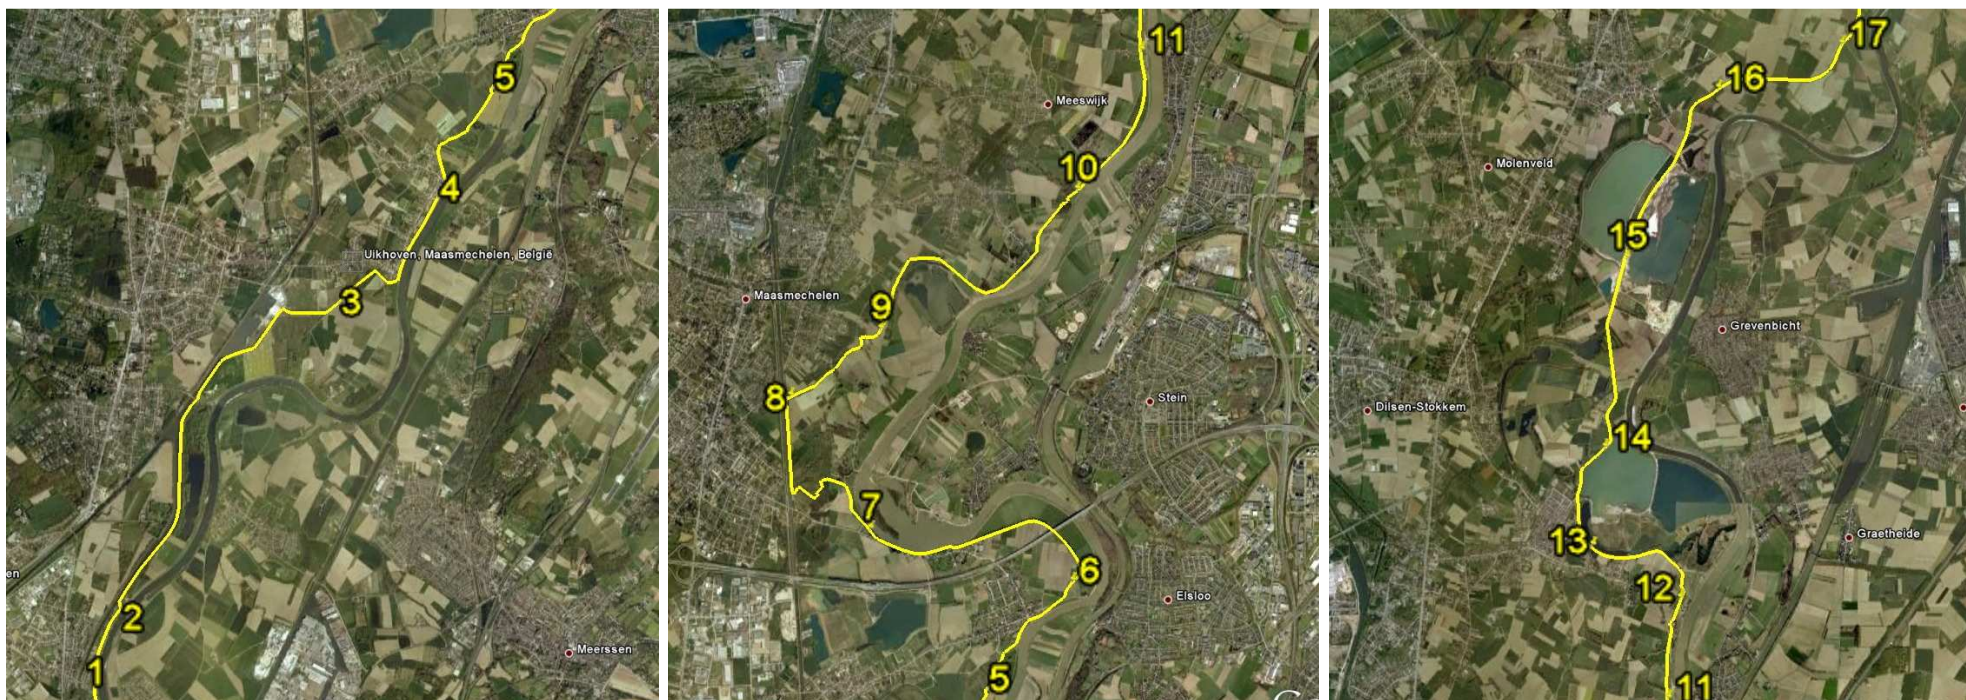 5
4
Uikhoven, Maasmechelen, België
3
2
1
Meerssen
en
11
Meeswijk
10
Maasmechelen
9
8
Stein
7
6
Elsloo
5
17
16
Molenveld
15
Grevenbicht
Dilsen-Stokkem
14
13
Graetheide
12
11